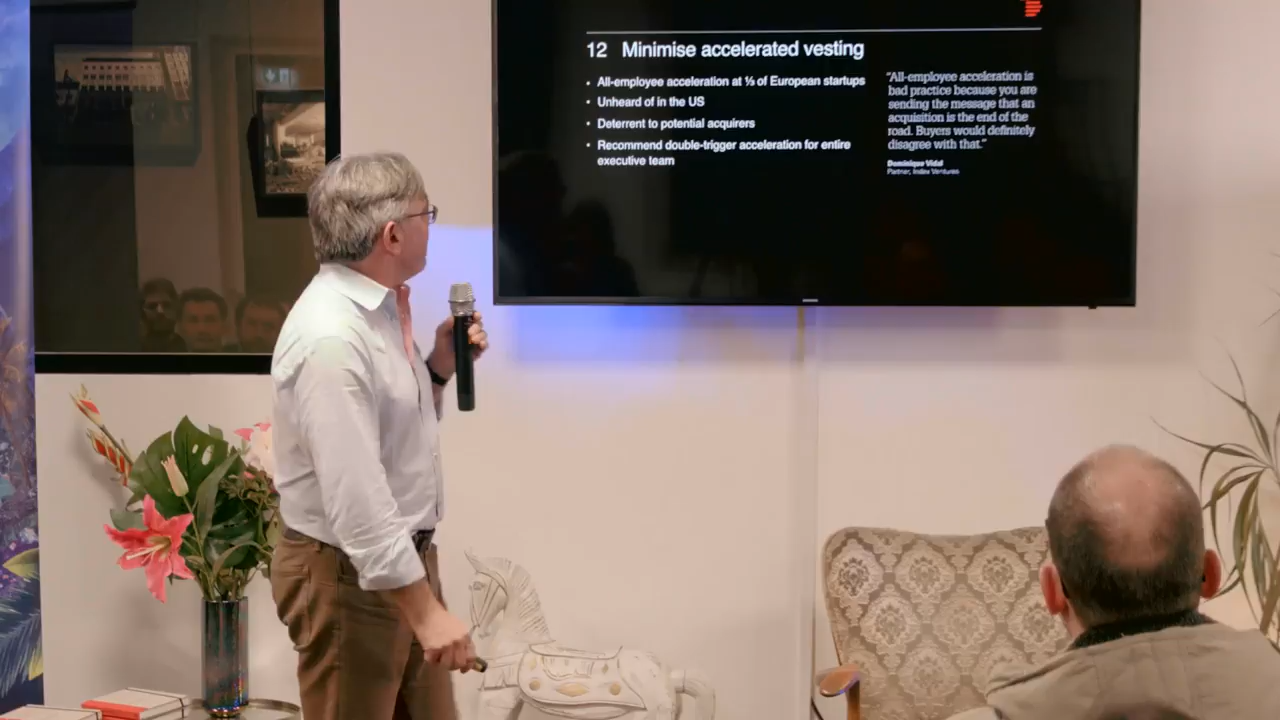 12 Minimise accelerated vesting
• All-employee acceleration at ⅓ of European startups
• Unheard of in the US
• Deterrent to potential acquirers
• Recommend double-trigger acceleration for entire
executive team
“All-employee acceleration is
bad practice because you are
sending the message that an
acquisition is the end of the
road. Buyers would definitely
disagree with that.”
Dominique Vidal
Partner, Index Ventures